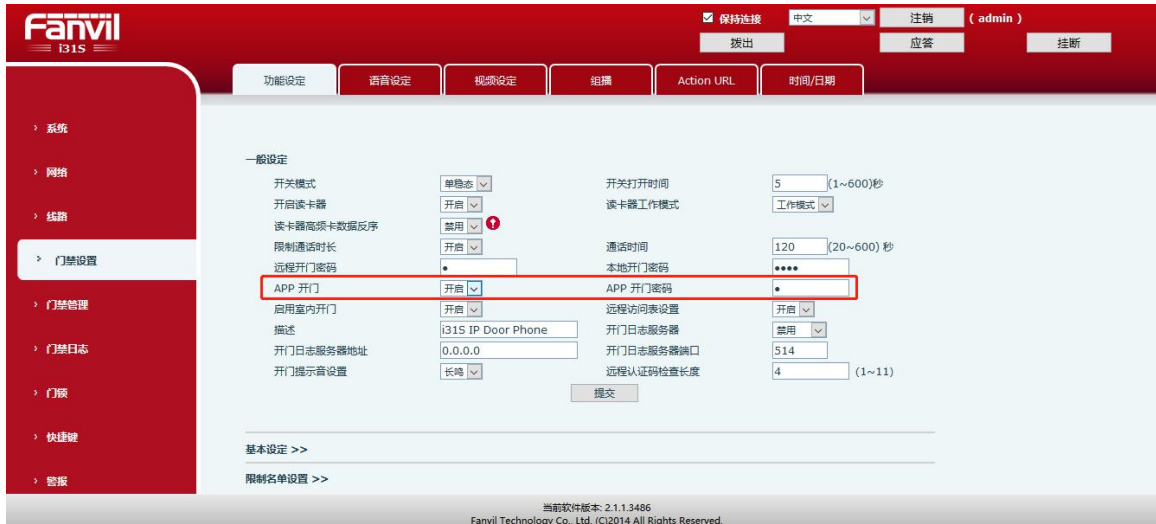 Fanvil
i31S
保持连接 中文 注销 ( admin )
拨出 应答 挂断
功能设定 语音设定 视频设定 组播 Action URL 时间/日期
系统
网络
线路
门禁设置
门禁管理
门禁日志
门锁
快捷键
警报
一般设定
开关模式 单稳态 开关打开时间 5 (1~600)秒
开启读卡器 开启 读卡器工作模式 工作模式
读卡器高频卡数据反序 禁用
限制通话时长 开启 通话时间 120 (20~600) 秒
远程开门密码 • 本地开门密码 ••••
APP 开门 开启 APP 开门密码 •
启用室内开门 开启 远程访问表设置 开启
描述 i31S IP Door Phone 开门日志服务器 禁用
开门日志服务器地址 0.0.0.0 开门日志服务器端口 514
开门提示音设置 长鸣 远程认证码检查长度 4 (1~11)
提交
基本设定 >>
限制名单设置 >>
当前软件版本: 2.1.1.3486
Fanvil Technology Co., Ltd. (C)2014 All Rights Reserved.